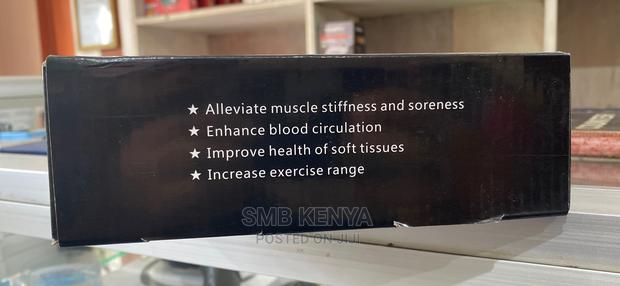 ★ Alleviate muscle stiffness and soreness
★ Enhance blood circulation
★ Improve health of soft tissues
★ Increase exercise range
SMB KENYA
POSTED ON JIJI